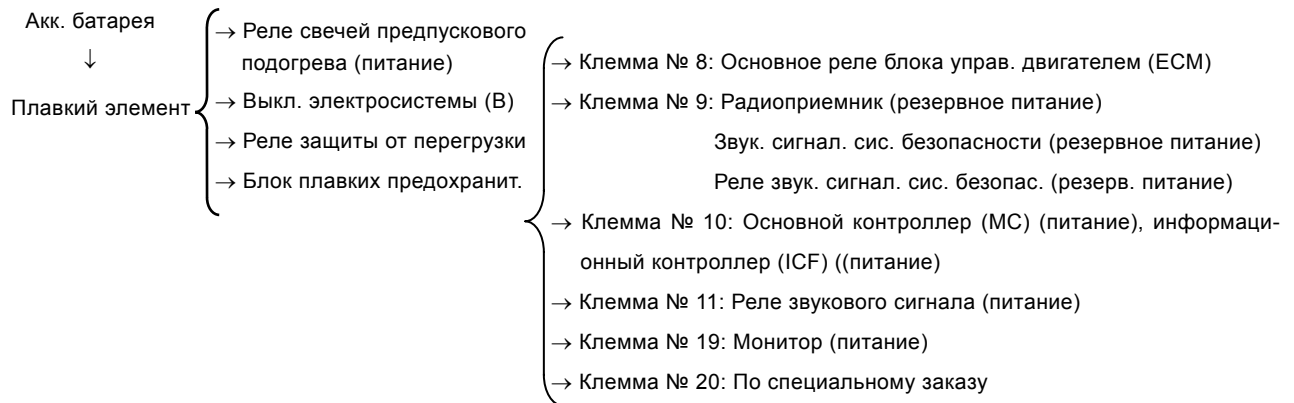 Акк. батарея
↓
Плавкий элемент
→ Реле свечей предпускового
подогрева (питание)
→ Выкл. электросистемы (B)
→ Реле защиты от перегрузки
→ Блок плавких предохранит.
→ Клемма № 8: Основное реле блока управ. двигателем (ECM)
→ Клемма № 9: Радиоприемник (резервное питание)
Звук. сигнал. сис. безопасности (резервное питание)
Реле звук. сигнал. сис. безопас. (резерв. питание)
→ Клемма № 10: Основной контроллер (MC) (питание), информаци-
онный контроллер (ICF) ((питание)
→ Клемма № 11: Реле звукового сигнала (питание)
→ Клемма № 19: Монитор (питание)
→ Клемма № 20: По специальному заказу